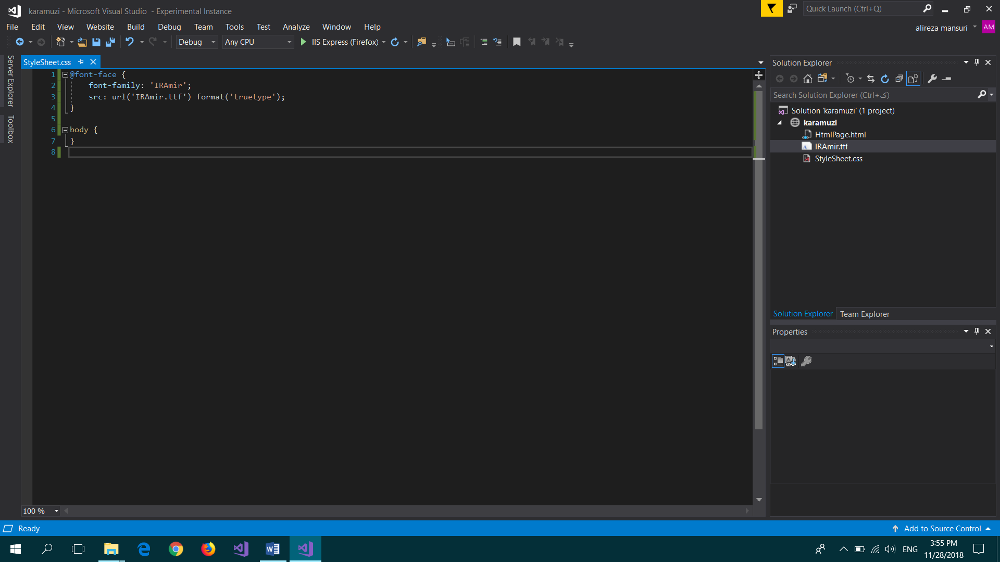 karamuzi - Microsoft Visual Studio - Experimental Instance
Quick Launch (Ctrl+Q)
File Edit View Website Build Debug Team Tools Test Analyze Window Help
alireza mansuri AM
Debug Any CPU IIS Express (Firefox)
Server Explorer
Toolbox
StyleSheet.css
1 @font-face {
2 font-family: 'IRAmir';
3 src: url('IRAmir.ttf') format('truetype');
4 }
5
6 body {
7 }
8
100 %
Solution Explorer
Search Solution Explorer (Ctrl+ک)
Solution 'karamuzi' (1 project)
karamuzi
HtmlPage.html
IRAmir.ttf
StyleSheet.css
Solution Explorer Team Explorer
Properties
Ready
Add to Source Control
ENG
3:55 PM
11/28/2018